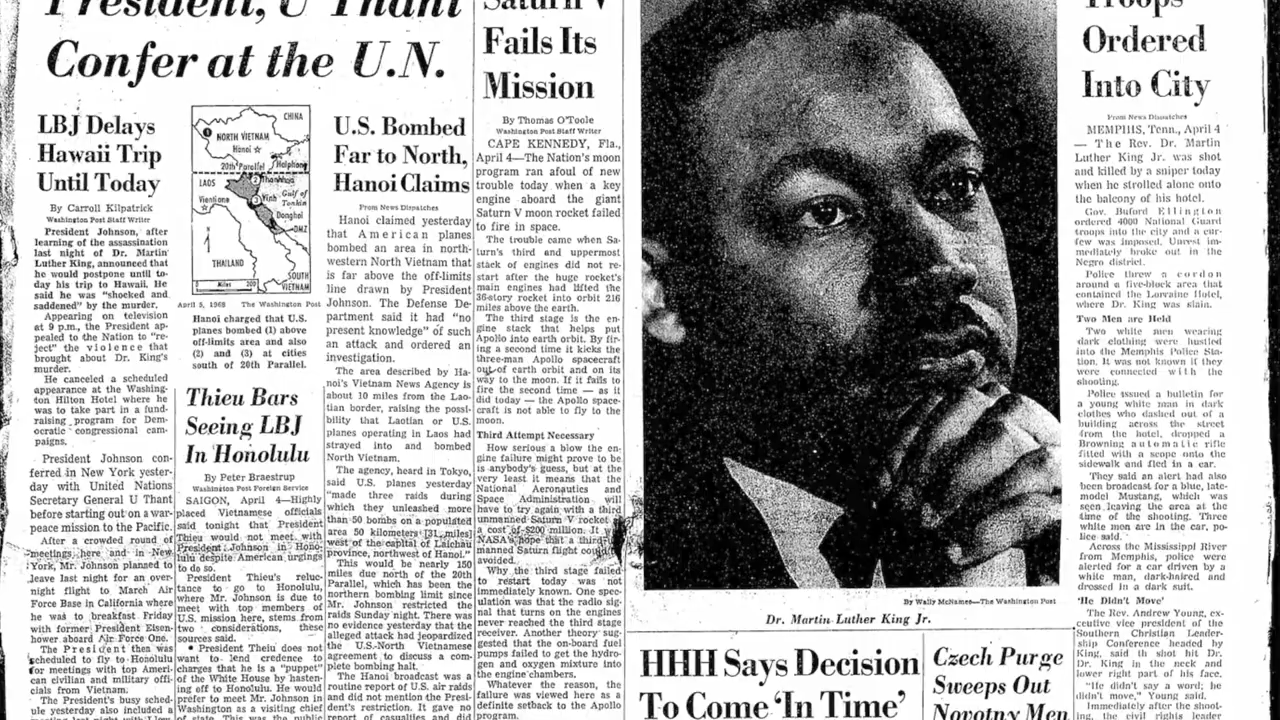 President, U Thant
Confer at the U.N.
LBJ Delays
Hawaii Trip
Until Today
By Carroll Kilpatrick
Washington Post Staff Writer
President Johnson, after
learning of the assassination
last night of Dr. Martin
Luther King, announced that
he would postpone until to-
day his trip to Hawaii. He
said he was "shocked and
saddened" by the murder.
Appearing on television
at 9 p.m., the President ap-
pealed to the Nation to "re-
ject" the violence that
brought about Dr. King's
murder.
He canceled a scheduled
appearance at the Washing-
ton Hilton Hotel where he
was to take part in a fund-
raising program for Dem-
ocratic congressional cam-
paigns.
President Johnson con-
ferred in New York yester-
day with United Nations
Secretary General U Thant
before starting out on a war-
peace mission to the Pacific.
After a crowded round of
meetings here and in New
York, Mr. Johnson planned to
leave last night for an over-
night flight to March Air
Force Base in California where
he was to breakfast Friday
with former President Eisen-
hower aboard Air Force One.
The President then was
scheduled to fly to Honolulu
for meetings with top Ameri-
can civilian and military offi-
cials from Vietnam.
The President's busy sched-
ule yesterday also included a
CHINA
1
NORTH VIETNAM
Hanoi
20th Parallel
Haiphong
LAOS
2
Thanhhoa
Vientiane
3
Vinh
Gulf of
Tonkin
Donghoi
DMZ
N
THAILAND
SOUTH
VIETNAM
0 Miles 200
April 5, 1968 The Washington Post
Hanoi charged that U.S.
planes bombed (1) above
off-limits area and also
(2) and (3) at cities
south of 20th Parallel.
Thieu Bars
Seeing LBJ
In Honolulu
By Peter Braestrup
Washington Post Foreign Service
SAIGON, April 4—Highly
placed Vietnamese officials
said tonight that President
Thieu would not meet with
President Johnson in Hono-
lulu despite American urgings
to do so.
President Thieu's reluc-
tance to go to Honolulu,
where Mr. Johnson is due to
meet with top members of
U.S. mission here, stems from
two considerations, these
sources said.
• President Theiu does not
want to lend credence to
charges that he is a "puppet"
of the White House by hasten-
ing off to Honolulu. He would
prefer to meet Mr. Johnson in
Washington as a visiting chief
of state. This was the public
U.S. Bombed
Far to North,
Hanoi Claims
From News Dispatches
Hanoi claimed yesterday
that American planes
bombed an area in north-
western North Vietnam that
is far above the off-limits
line drawn by President
Johnson. The Defense De-
partment said it had "no
present knowledge" of such
an attack and ordered an
investigation.
The area described by Ha-
noi's Vietnam News Agency is
about 10 miles from the Lao-
tian border, raising the possi-
bility that Laotian or U.S.
planes operating in Laos had
strayed into and bombed
North Vietnam.
The agency, heard in Tokyo,
said U.S. planes yesterday
"made three raids during
which they unleashed more
than 50 bombs on a populated
area 50 kilometers [31 miles]
west of the capital of Laichau
province, northwest of Hanoi."
This would be nearly 150
miles due north of the 20th
Parallel, which has been the
northern bombing limit since
Mr. Johnson restricted the
raids Sunday night. There was
no evidence yesterday that the
alleged attack had jeopardized
the U.S.-North Vietnamese
agreement to discuss a com-
plete bombing halt.
The Hanoi broadcast was a
routine report of U.S. air raids
and did not mention the Presi-
dent's restriction. It gave no
report of casualties and did
Saturn V
Fails Its
Mission
By Thomas O'Toole
Washington Post Staff Writer
CAPE KENNEDY, Fla.,
April 4—The Nation's moon
program ran afoul of new
trouble today when a key
engine aboard the giant
Saturn V moon rocket failed
to fire in space.
The trouble came when Sa-
turn's third and uppermost
stack of engines did not re-
start after the huge rocket's
main engines had lifted the
36-story rocket into orbit 216
miles above the earth.
The third stage is the en-
gine stack that helps put
Apollo into earth orbit. By fir-
ing a second time it kicks the
three-man Apollo spacecraft
out of earth orbit and on its
way to the moon. If it fails to
fire the second time — as it
did today — the Apollo space-
craft is not able to fly to the
moon.
Third Attempt Necessary
How serious a blow the en-
gine failure might prove to be
is anybody's guess, but at the
very least it means that the
National Aeronautics and
Space Administration will
have to try again with a third
unmanned Saturn V rocket
a cost of $200 million. It
NASA's hope that a third
manned Saturn flight could
avoided.
Why the third stage failed
to restart today was not
immediately known. One spe-
culation was that the radio sig-
nal that turns on the engines
never reached the third stage
receiver. Another theory sug-
gested that the on-board fuel
pumps failed to get the hydro-
gen and oxygen mixture into
the engine chambers.
Whatever the reason, the
failure was viewed here as a
definite setback to the Apollo
program.
By Wally McNamee—The Washington Post
Dr. Martin Luther King Jr.
HHH Says Decision
To Come 'In Time'
Czech Purge
Sweeps Out
Novotny Men
Troops
Ordered
Into City
From News Dispatches
MEMPHIS, Tenn., April 4
— The Rev. Dr. Martin
Luther King Jr. was shot
and killed by a sniper today
when he strolled alone onto
the balcony of his hotel.
Gov. Buford Ellington
ordered 4000 National Guard
troops into the city and a cur-
few was imposed. Unrest im-
mediately broke out in the
Negro district.
Police threw a cordon
around a five-block area that
contained the Lorraine Hotel,
where Dr. King was slain.
Two Men are Held
Two white men wearing
dark clothing were hustled
into the Memphis Police Sta-
tion. It was not known if they
were connected with the
shooting.
Police issued a bulletin for
a young white man in dark
clothes who dashed out of a
building across the street
from the hotel, dropped a
Browning automatic rifle
fitted with a scope onto the
sidewalk and fled in a car.
They said an alert had also
been broadcast for a blue, late-
model Mustang, which was
seen leaving the area at the
time of the shooting. Three
white men are in the car, po-
lice said.
Across the Mississippi River
from Memphis, police were
alerted for a car driven by a
white man, dark-haired and
dressed in a dark suit.
'He Didn't Move'
The Rev. Andrew Young, ex-
ecutive vice president of the
Southern Christian Leader-
ship Conference headed by
King, said th shot hit Dr.
Dr. King in the neck and
lower right part of his face.
"He didn't say a word; he
didn't move," Young said.
Immediately after the shoot-